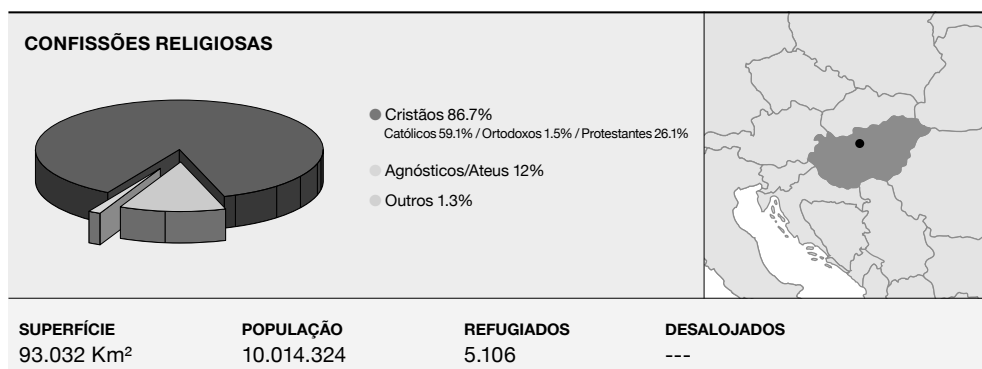 CONFISSÕES RELIGIOSAS
Cristãos 86.7%
Católicos 59.1% / Ortodoxos 1.5% / Protestantes 26.1%
Agnósticos/Ateus 12%
Outros 1.3%
SUPERFÍCIE POPULAÇÃO REFUGIADOS DESALOJADOS
93.032 Km² 10.014.324 5.106 ---